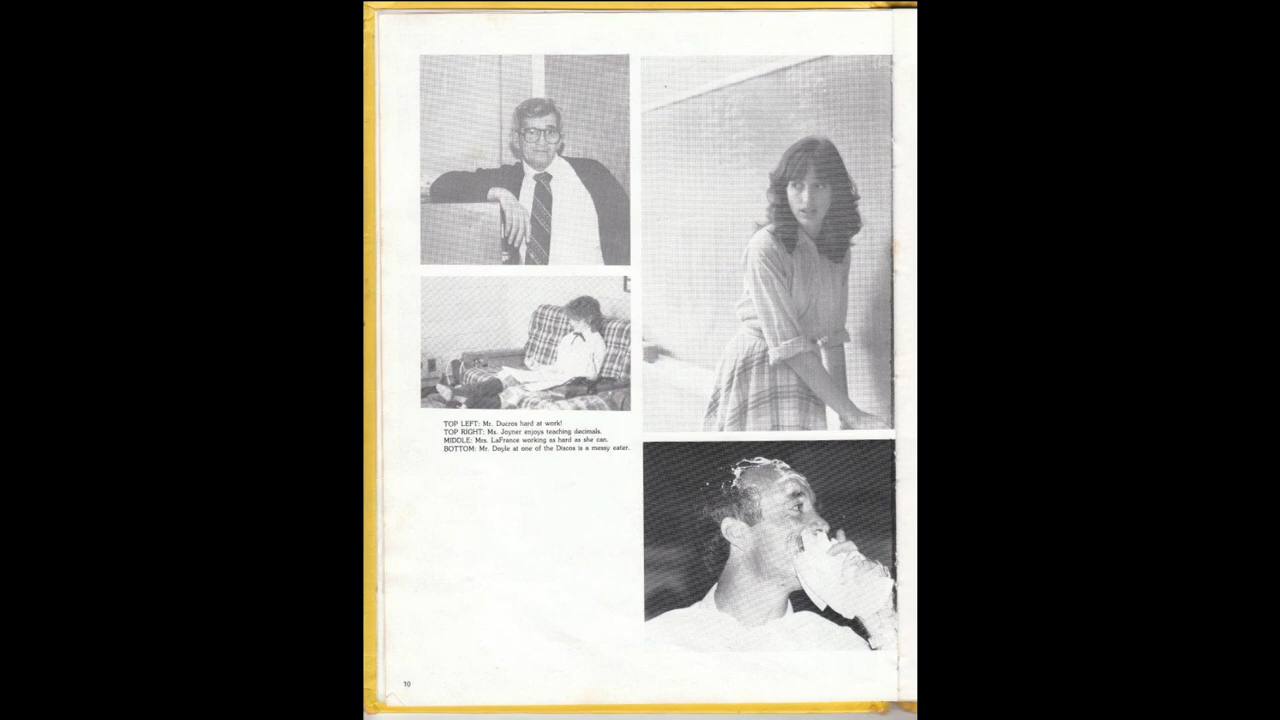 TOP LEFT: Mr. Ducros hard at work!
TOP RIGHT: Ms. Joyner enjoys teaching decimals.
MIDDLE: Mrs. LaFrance working as hard as she can.
BOTTOM: Mr. Doyle at one of the Discos is a messy eater.
10